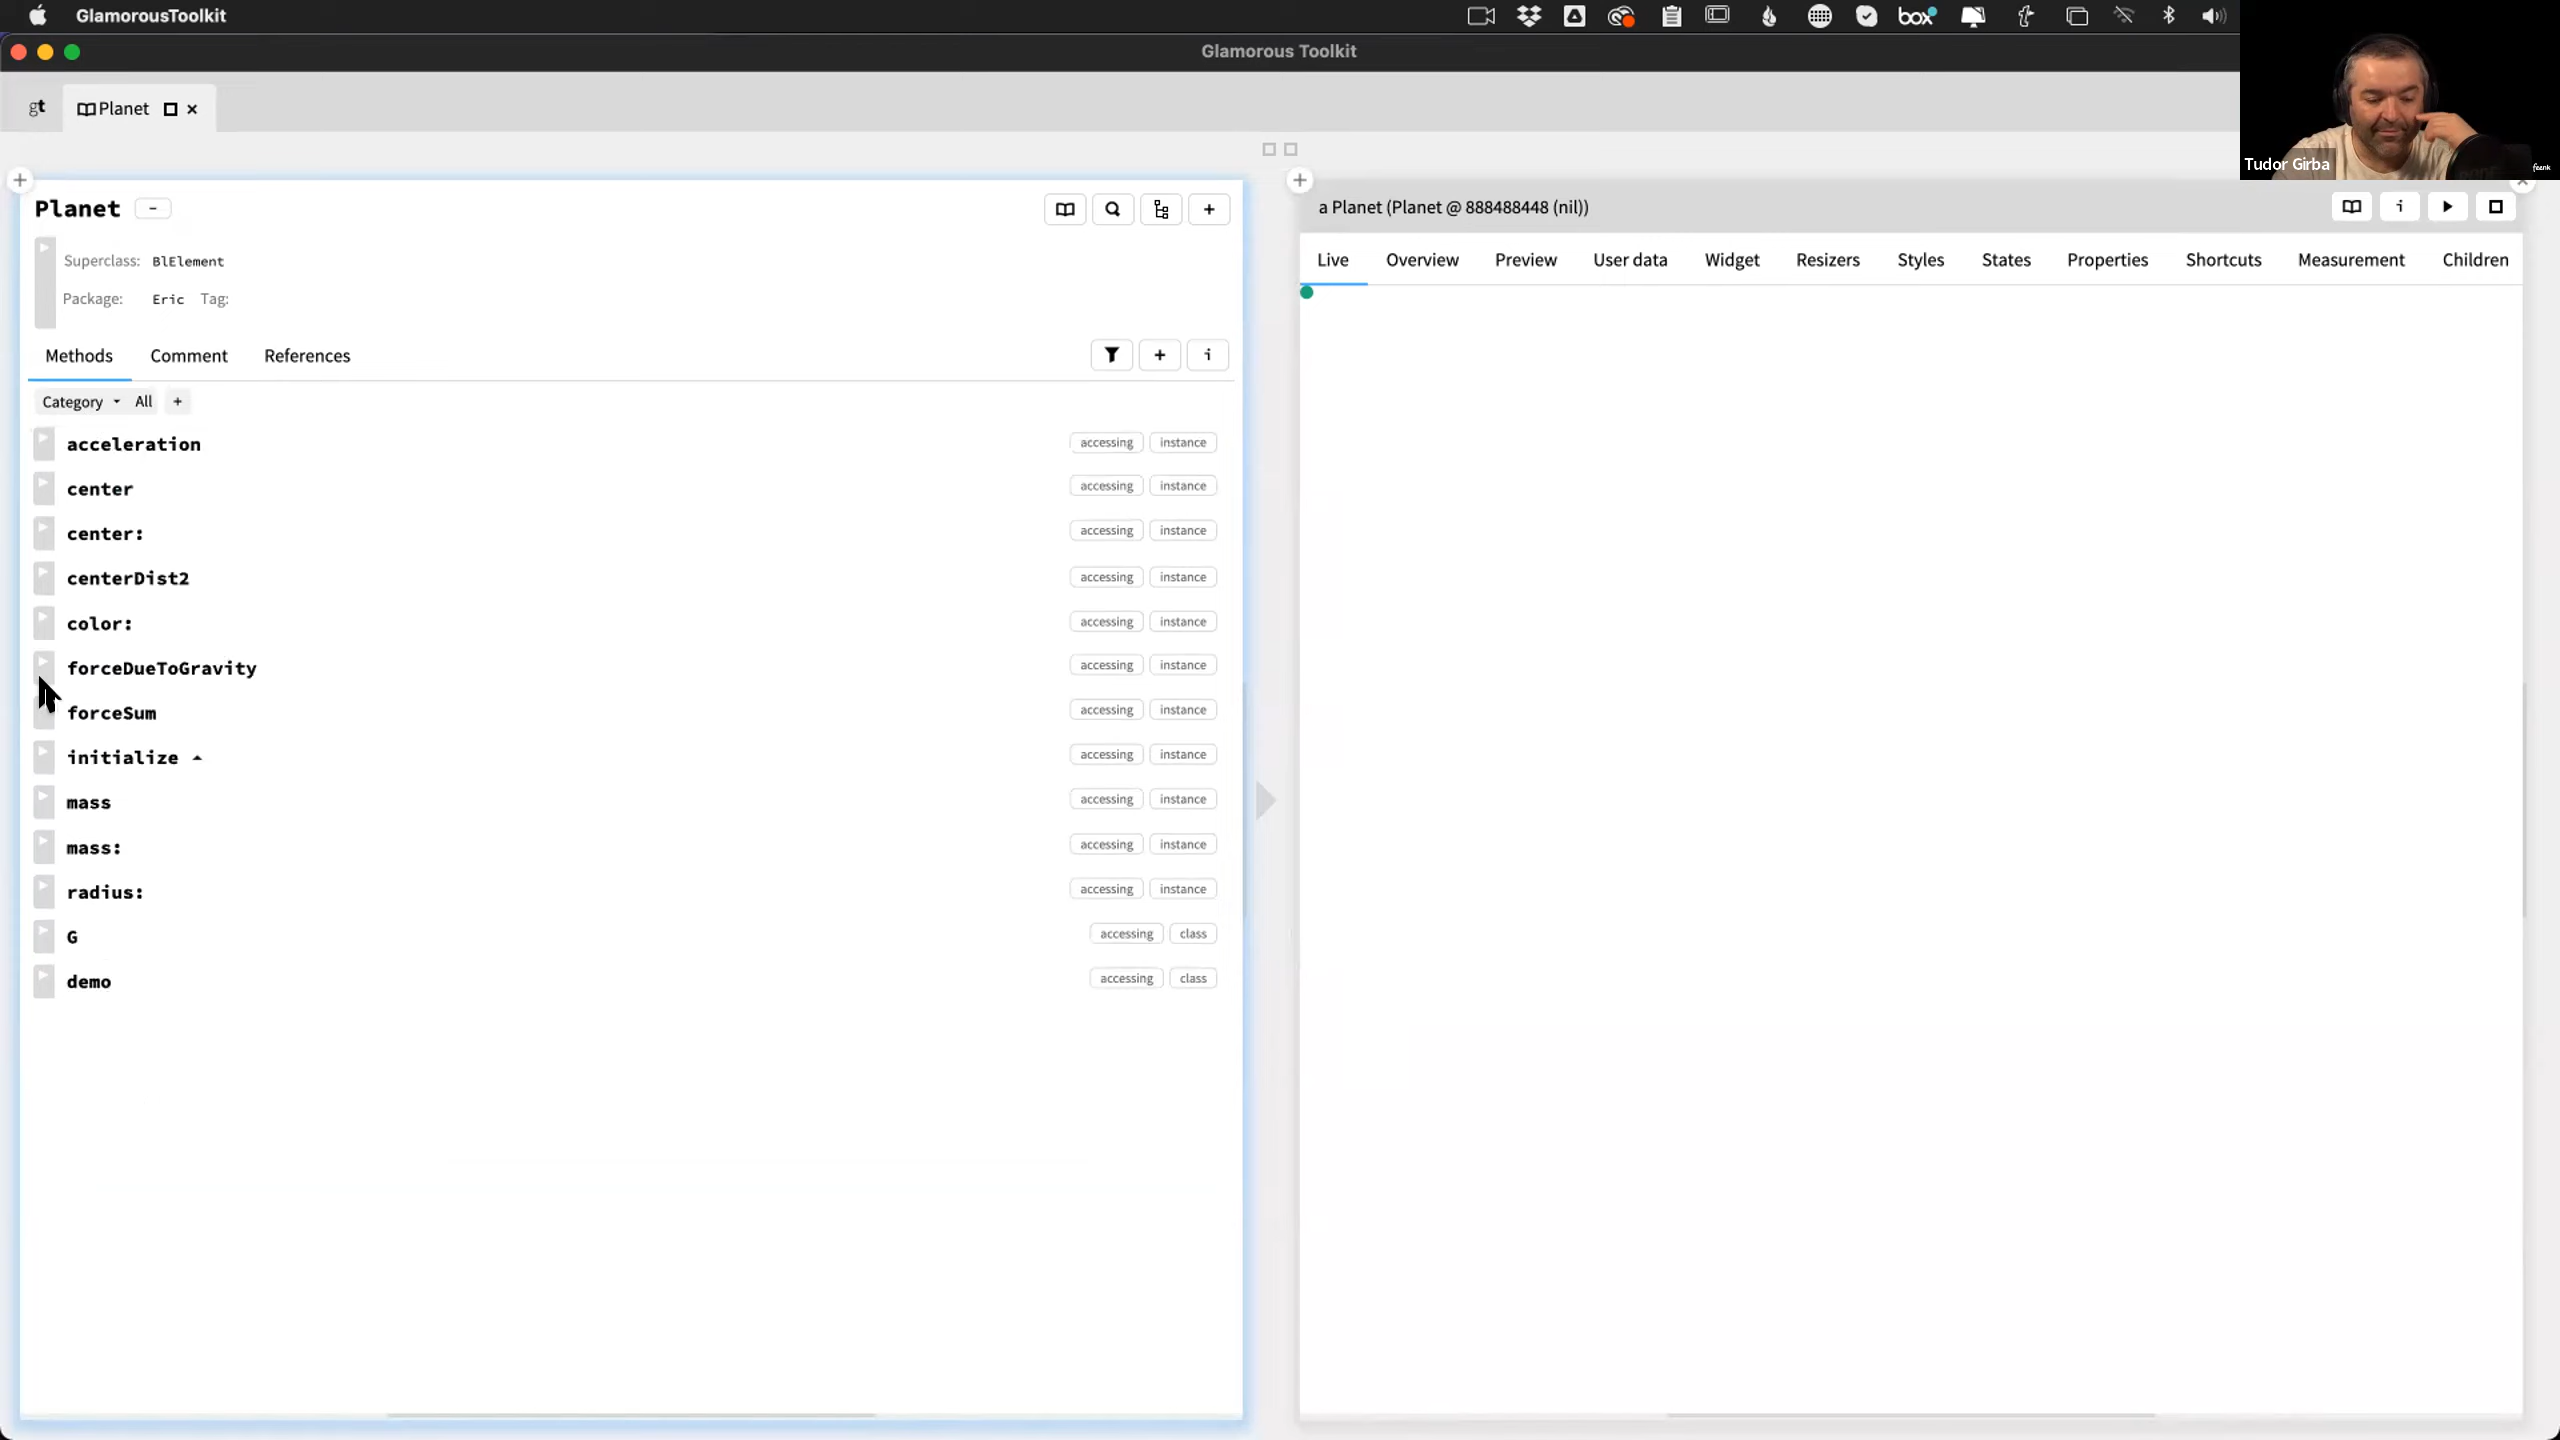 GlamorousToolkit
box
Glamorous Toolkit
gt
Planet
Tudor Girba
feenk
Planet
a Planet (Planet @ 888488448 (nil))
i
Superclass: BlElement
Package: Eric Tag:
Live Overview Preview User data Widget Resizers Styles States Properties Shortcuts Measurement Children
Methods Comment References
i
Category All +
acceleration accessing instance
center accessing instance
center: accessing instance
centerDist2 accessing instance
color: accessing instance
forceDueToGravity accessing instance
forceSum accessing instance
initialize accessing instance
mass accessing instance
mass: accessing instance
radius: accessing instance
G accessing class
demo accessing class